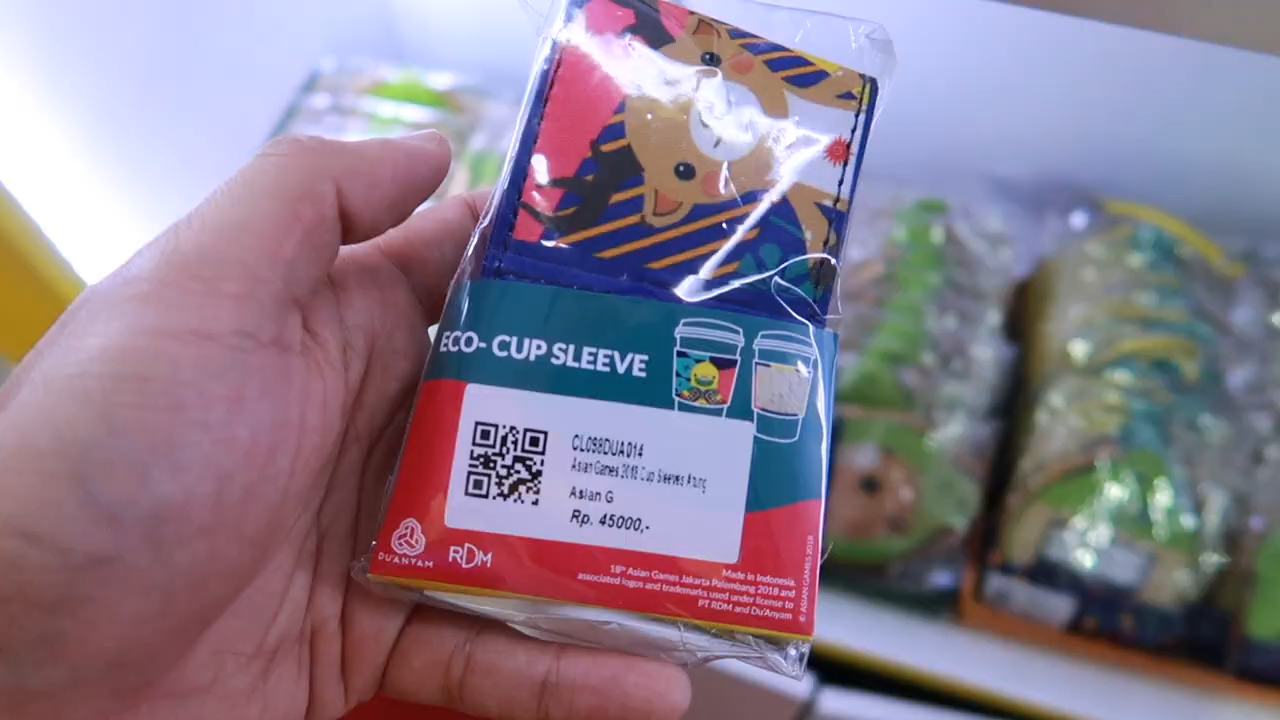 ECO- CUP SLEEVE
CL098DUA014
Asian Games 2018 Cup Sleeves Atung
Asian G
Rp. 45000,-
DU'ANYAM
RDM
Made in Indonesia.
18th Asian Games Jakarta Palembang 2018 and
associated logos and trademarks used under license to
PT RDM and Du'Anyam
© ASIAN GAMES 2018